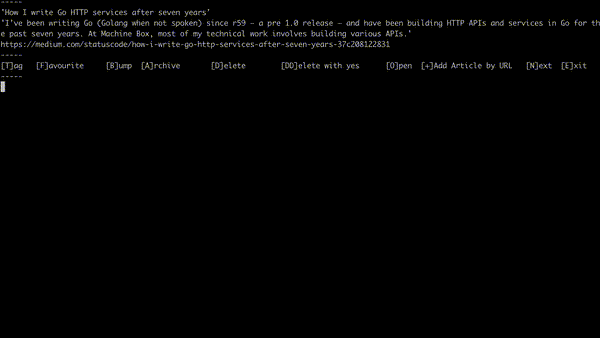 -----
'How I write Go HTTP services after seven years'
'I've been writing Go (Golang when not spoken) since r59 – a pre 1.0 release – and have been building HTTP APIs and services in Go for th
e past seven years. At Machine Box, most of my technical work involves building various APIs.'
https://medium.com/statuscode/how-i-write-go-http-services-after-seven-years-37c208122831
-----
[T]ag [F]avourite [B]ump [A]rchive [D]elete [DD]elete with yes [O]pen [+]Add Article by URL [N]ext [E]xit
-----